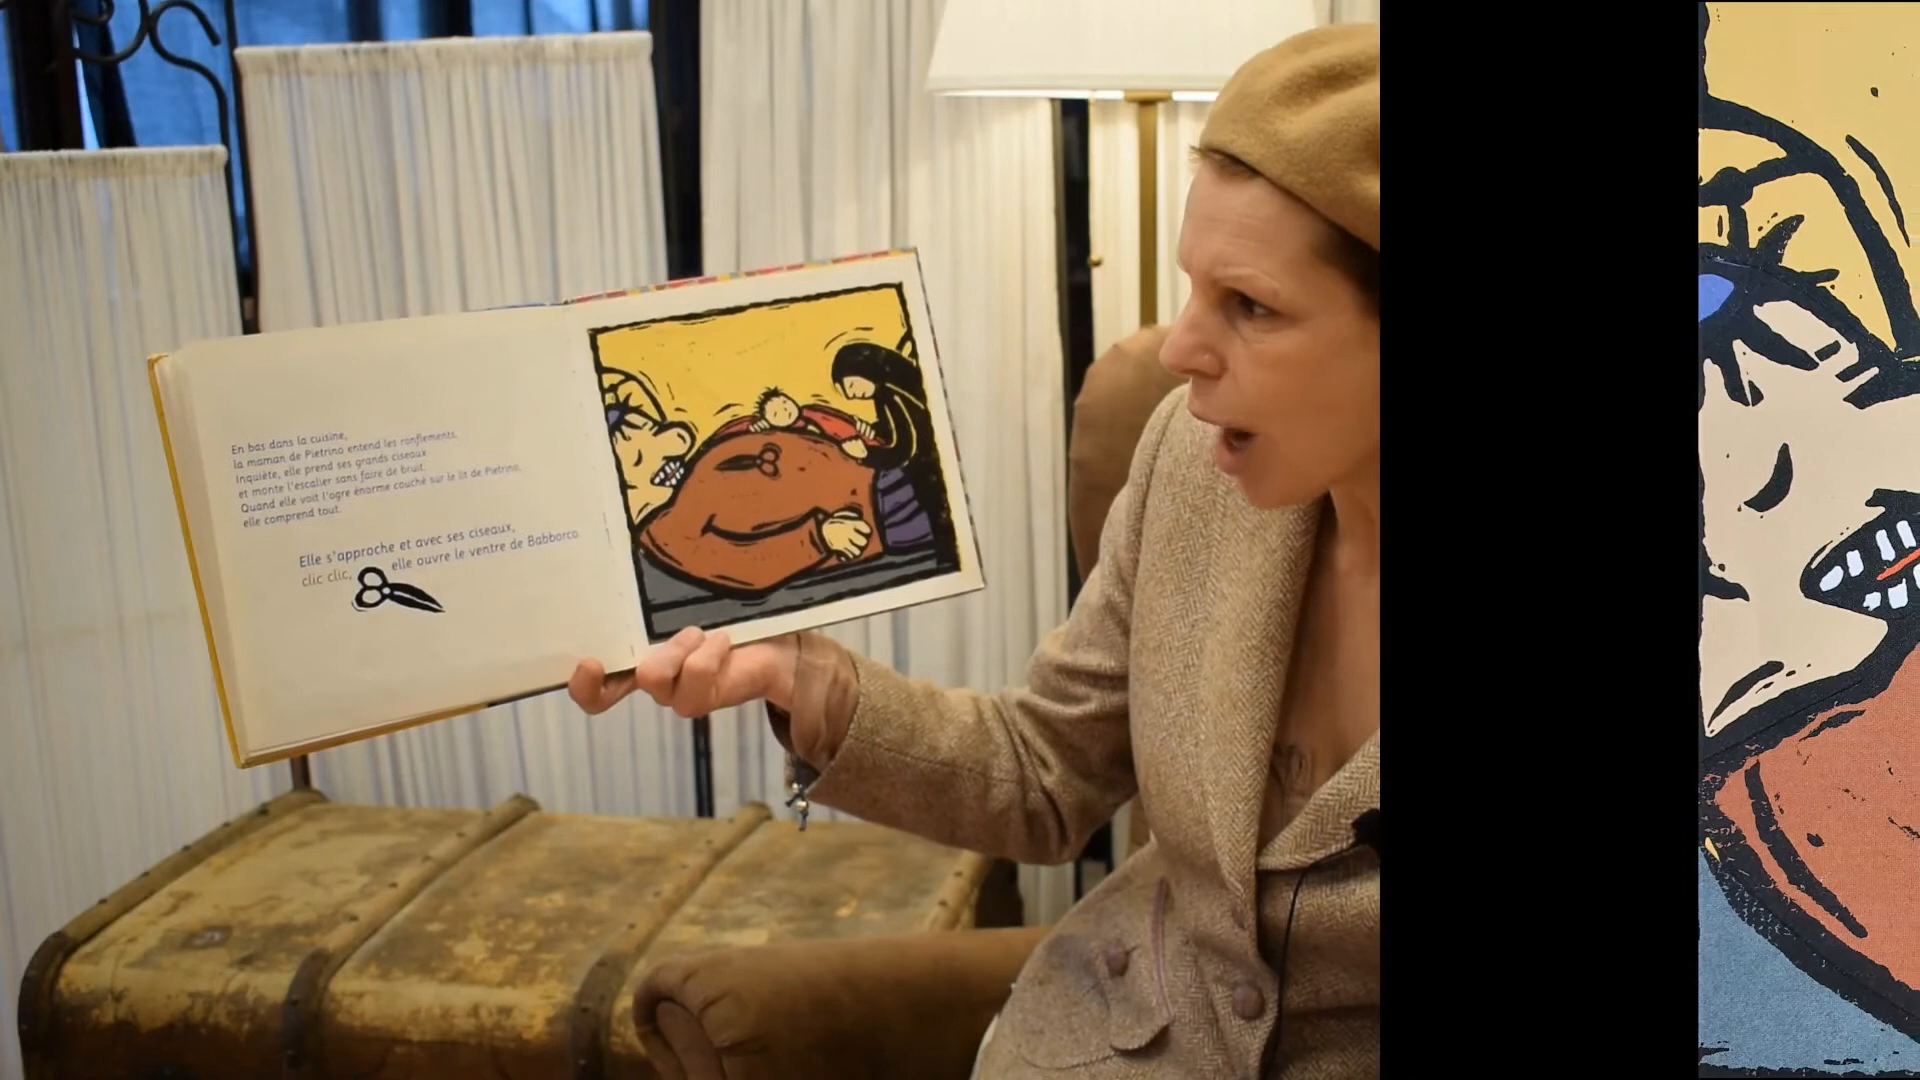 En bas dans la cuisine,
la maman de Pietrino entend les ronflements.
Inquiète, elle prend ses grands ciseaux
et monte l'escalier sans faire de bruit.
Quand elle voit l'ogre énorme couché sur le lit de Pietrino,
elle comprend tout.
Elle s'approche et avec ses ciseaux,
clic clic, elle ouvre le ventre de Babborco.